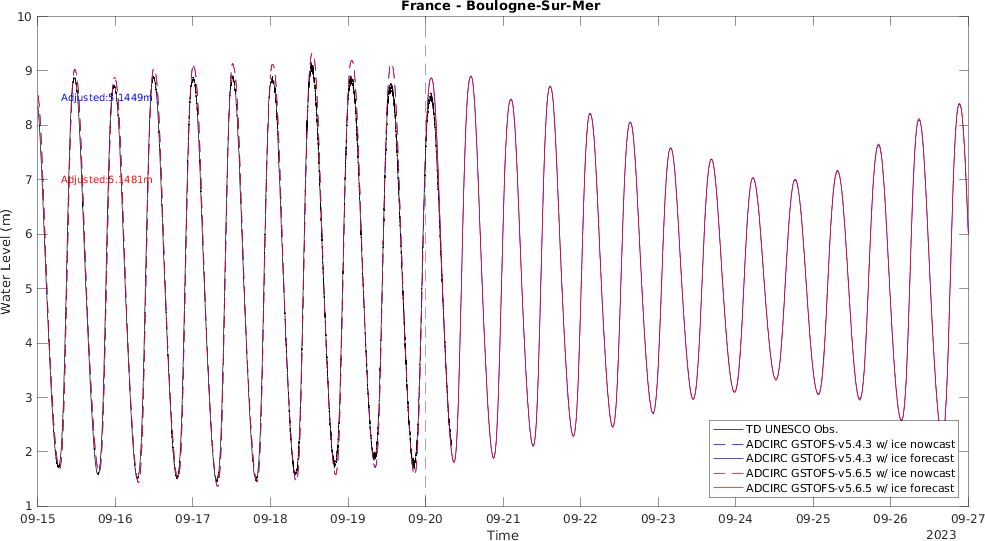 France - Boulogne-Sur-Mer
10
9
8
7
6
5
4
3
2
1
Water Level (m)
Adjusted:5.1449m
Adjusted:5.1481m
TD UNESCO Obs.
ADCIRC GSTOFS-v5.4.3 w/ ice nowcast
ADCIRC GSTOFS-v5.4.3 w/ ice forecast
ADCIRC GSTOFS-v5.6.5 w/ ice nowcast
ADCIRC GSTOFS-v5.6.5 w/ ice forecast
09-15 09-16 09-17 09-18 09-19 09-20 09-21 09-22 09-23 09-24 09-25 09-26 09-27
Time
2023